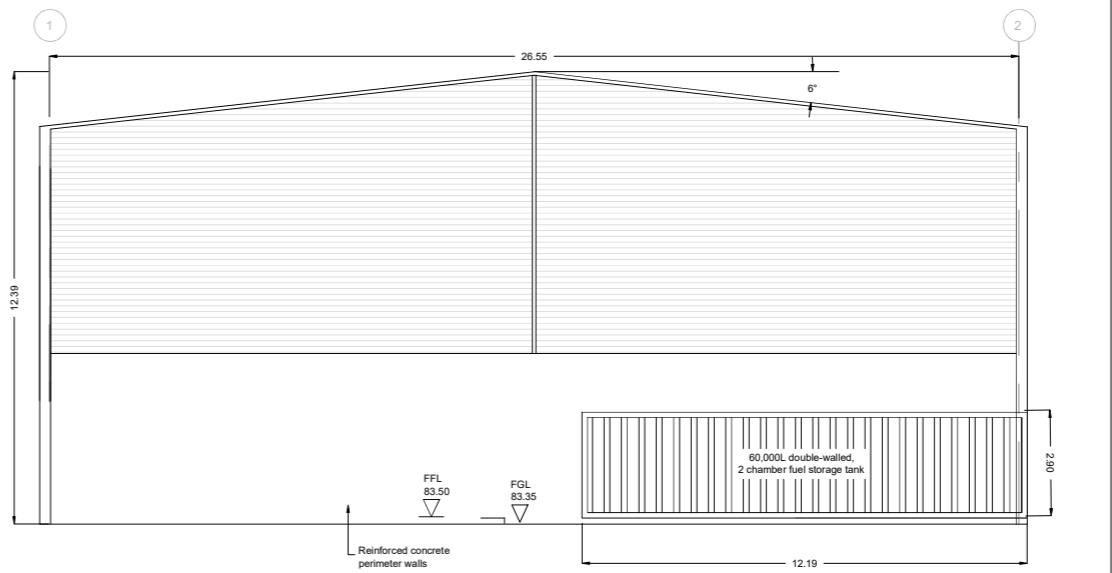 1
2
26.55
6°
12.39
60,000L double-walled,
2 chamber fuel storage tank
2.90
FFL
83.50
FGL
83.35
Reinforced concrete
perimeter walls
12.19